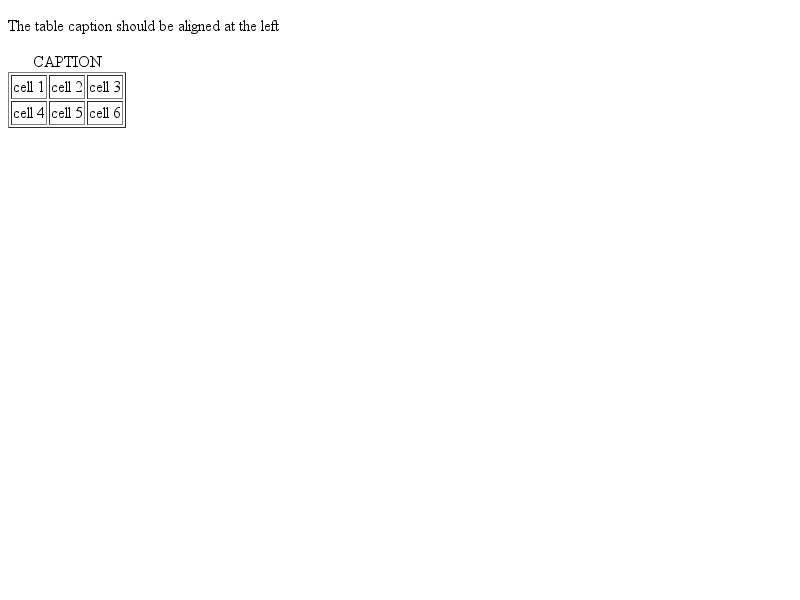 The table caption should be aligned at the left
CAPTION
cell 1 cell 2 cell 3
cell 4 cell 5 cell 6